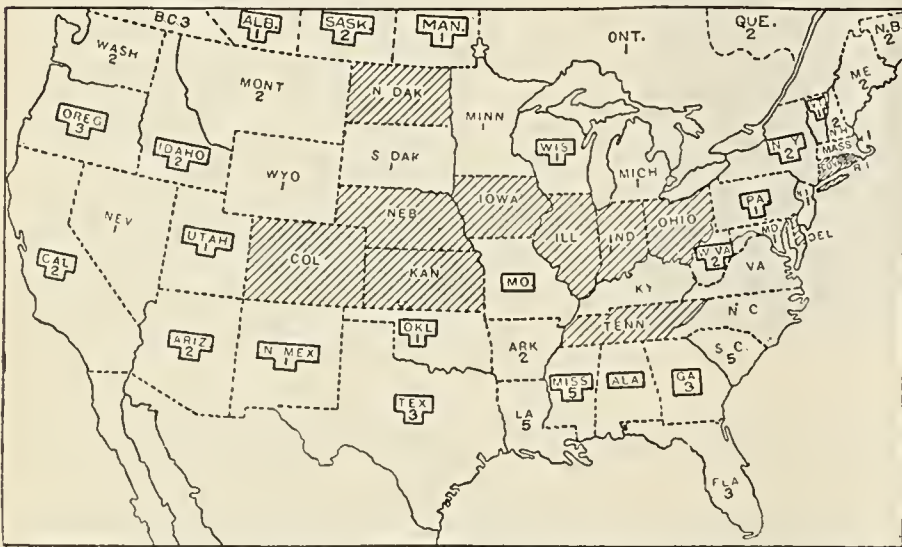 B.C.3
ALB.
1
SASK
2
MAN.
1
ONT.
1
QUE.
2
N.B.
2
WASH
2
MONT
2
N DAK
MINN
1
ME
2
OREG
3
IDAHO
2
WIS
1
N Y
2
2
N H
MASS
1
R I
WYO
1
S DAK
1
MICH
1
NEV
1
UTAH
1
NEB
IOWA
PA
1
N J
1
CAL
2
COL
KAN
ILL
IND
OHIO
MD
DEL
MO
W VA
2
VA
KY
ARIZ
2
N MEX
1
OKL
1
TENN
N C
ARK
2
S C.
5
TEX
3
LA
5
MISS
5
ALA
GA
3
FLA
3